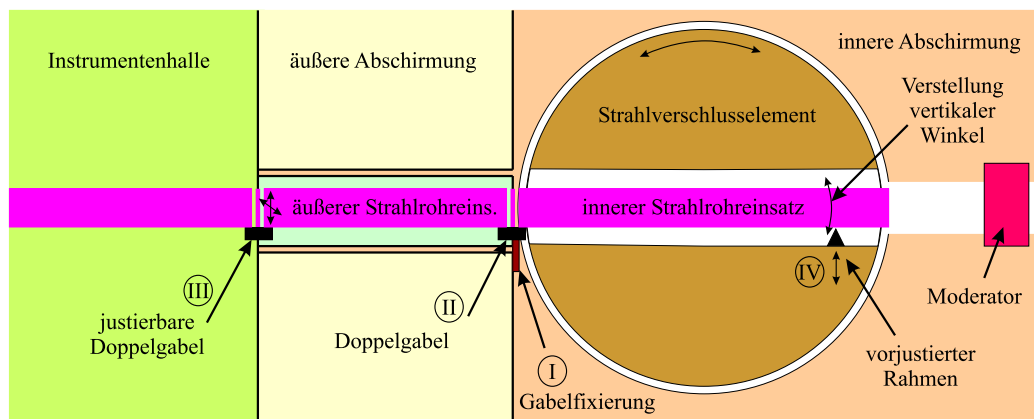 Instrumentenhalle
äußere Abschirmung
innere Abschirmung
Strahlverschlusselement
Verstellung
vertikaler
Winkel
äußerer Strahlrohreins.
innerer Strahlrohreinsatz
III
justierbare
Doppelgabel
II
Doppelgabel
I
Gabelfixierung
IV
vorjustierter
Rahmen
Moderator